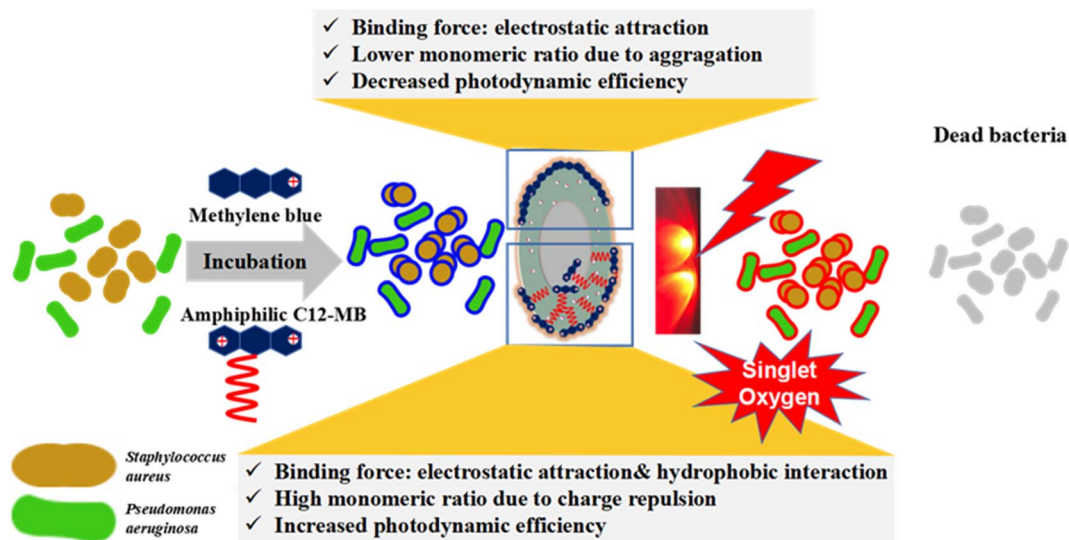 ✓ Binding force: electrostatic attraction
✓ Lower monomeric ratio due to aggragation
✓ Decreased photodynamic efficiency
Dead bacteria
Methylene blue
Incubation
Amphiphilic C12-MB
Singlet
Oxygen
Staphylococcus
aureus
Pseudomonas
aeruginosa
✓ Binding force: electrostatic attraction& hydrophobic interaction
✓ High monomeric ratio due to charge repulsion
✓ Increased photodynamic efficiency